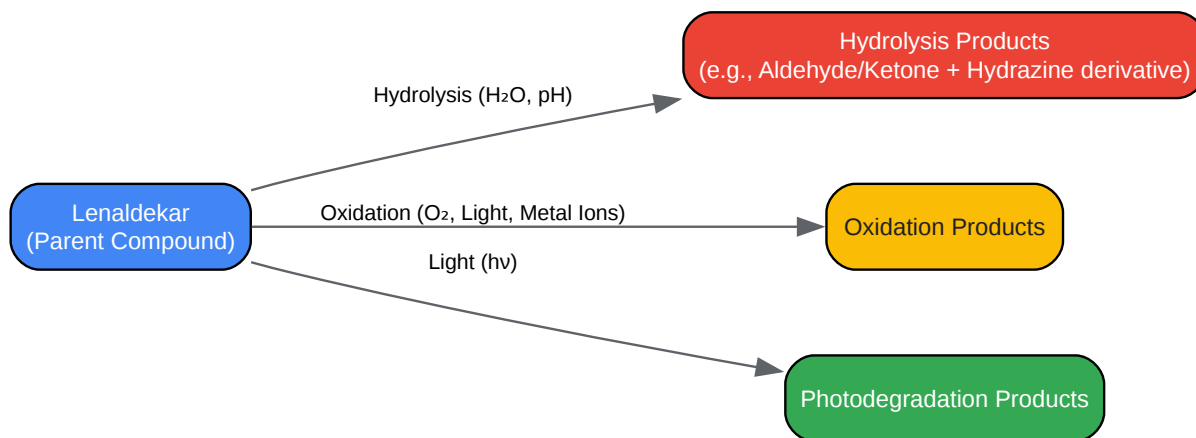 Hydrolysis Products
(e.g., Aldehyde/Ketone + Hydrazine derivative)
Hydrolysis (H₂O, pH)
Lenaldekar
(Parent Compound)
Oxidation (O₂, Light, Metal Ions)
Oxidation Products
Light (hν)
Photodegradation Products